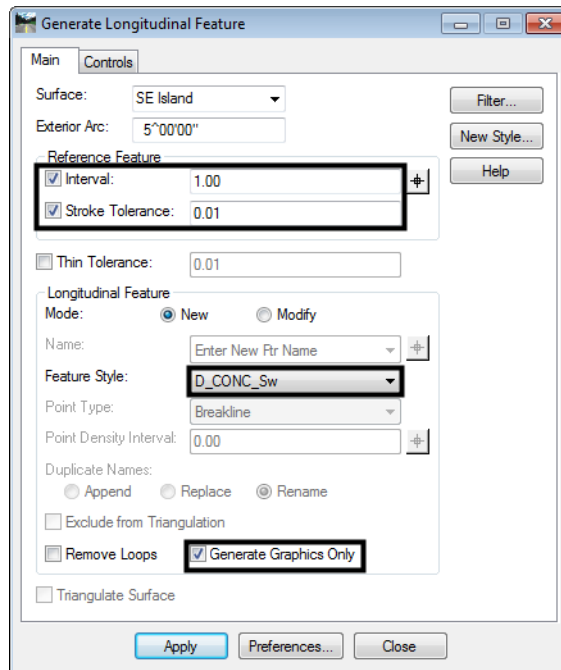 Generate Longitudinal Feature
Main Controls
Surface: SE Island Filter...
Exterior Arc: 5^00'00" New Style...
Reference Feature
Interval: 1.00 Help
Stroke Tolerance: 0.01
Thin Tolerance: 0.01
Longitudinal Feature
Mode: New Modify
Name: Enter New Ftr Name
Feature Style: D_CONC_Sw
Point Type: Breakline
Point Density Interval: 0.00
Duplicate Names:
Append Replace Rename
Exclude from Triangulation
Remove Loops Generate Graphics Only
Triangulate Surface
Apply Preferences... Close